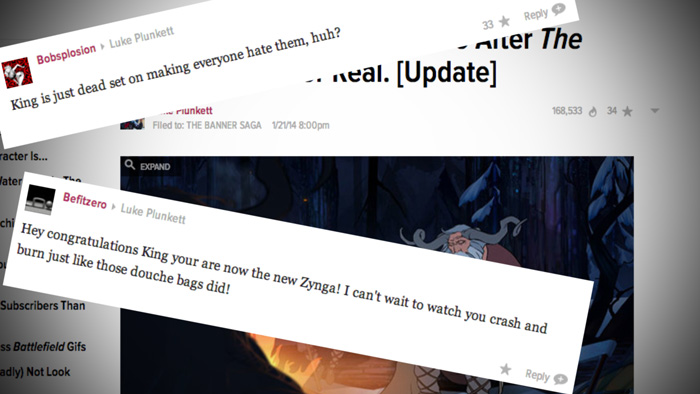 Bobsplosion ▸ Luke Plunkett
King is just dead set on making everyone hate them, huh?
33 ★ Reply
After The
Real. [Update]
Plunkett
Filed to: THE BANNER SAGA 1/21/14 8:00pm
168,533 34 ★
EXPAND
Befitzero ▸ Luke Plunkett
Hey congratulations King your are now the new Zynga! I can't wait to watch you crash and
burn just like those douche bags did!
★ Reply
racter Is...
The
Subscribers Than
ss Battlefield Gifs
adly) Not Look